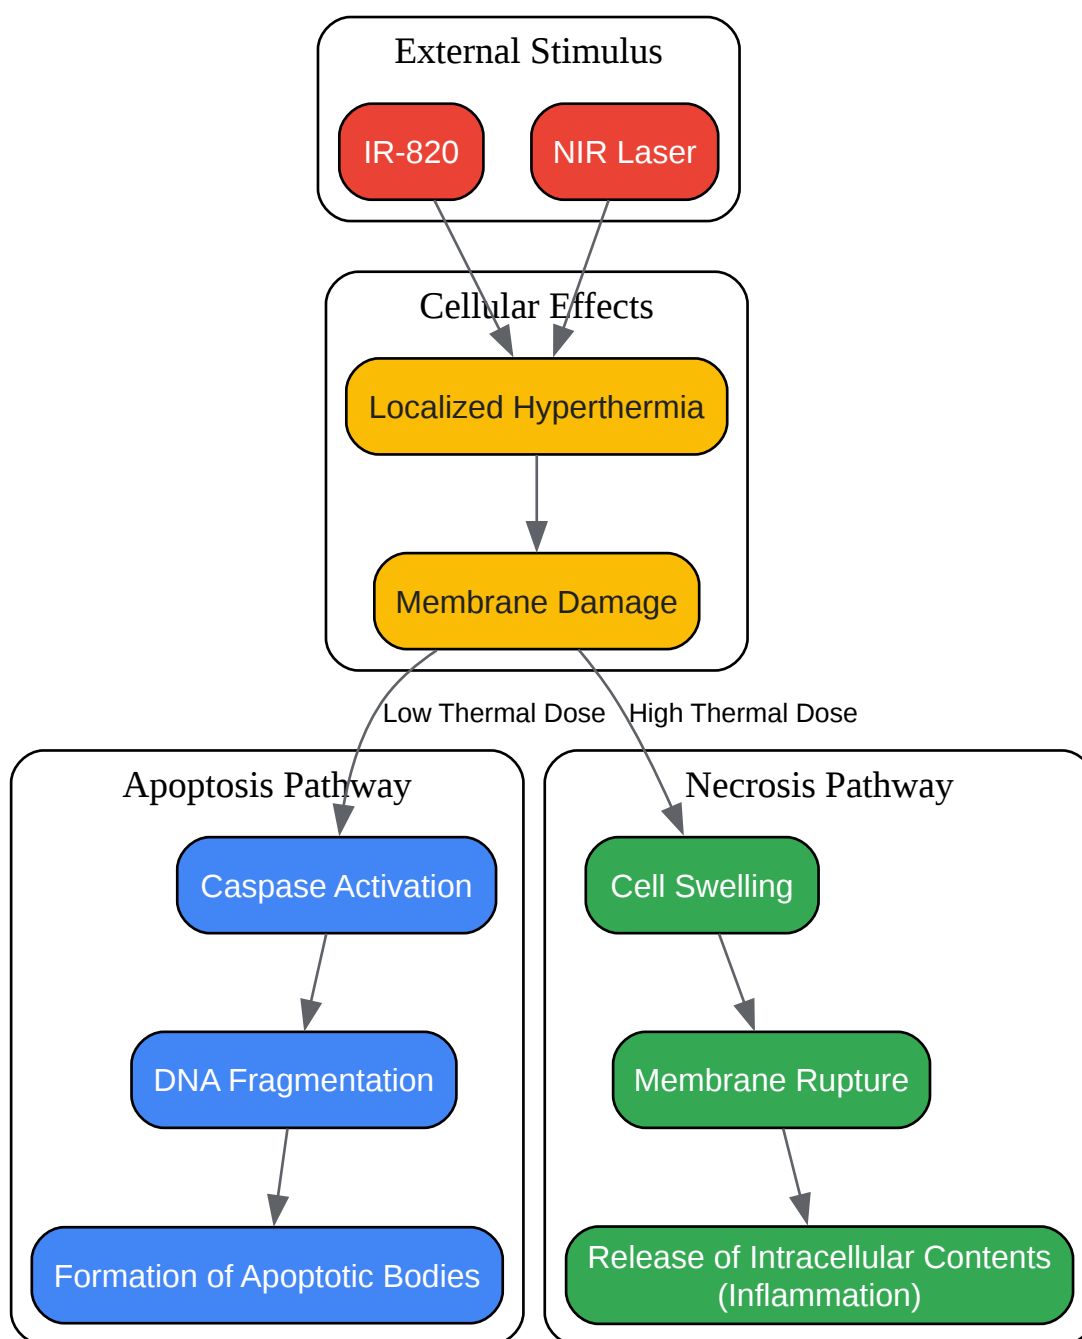 External Stimulus
IR-820
NIR Laser
Cellular Effects
Localized Hyperthermia
Membrane Damage
Low Thermal Dose
High Thermal Dose
Apoptosis Pathway
Necrosis Pathway
Caspase Activation
Cell Swelling
DNA Fragmentation
Membrane Rupture
Formation of Apoptotic Bodies
Release of Intracellular Contents
(Inflammation)